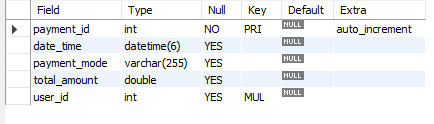 Field Type Null Key Default Extra
payment_id int NO PRI NULL auto_increment
date_time datetime(6) YES NULL
payment_mode varchar(255) YES NULL
total_amount double YES NULL
user_id int YES MUL NULL